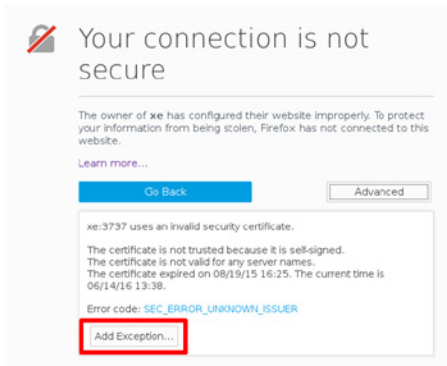 Your connection is not
secure
The owner of xe has configured their website improperly. To protect
your information from being stolen, Firefox has not connected to this
website.
Learn more...
Go Back
Advanced
xe:3737 uses an invalid security certificate.
The certificate is not trusted because it is self-signed.
The certificate is not valid for any server names.
The certificate expired on 08/19/15 16:25. The current time is
06/14/16 13:38.
Error code: SEC_ERROR_UNKNOWN_ISSUER
Add Exception...